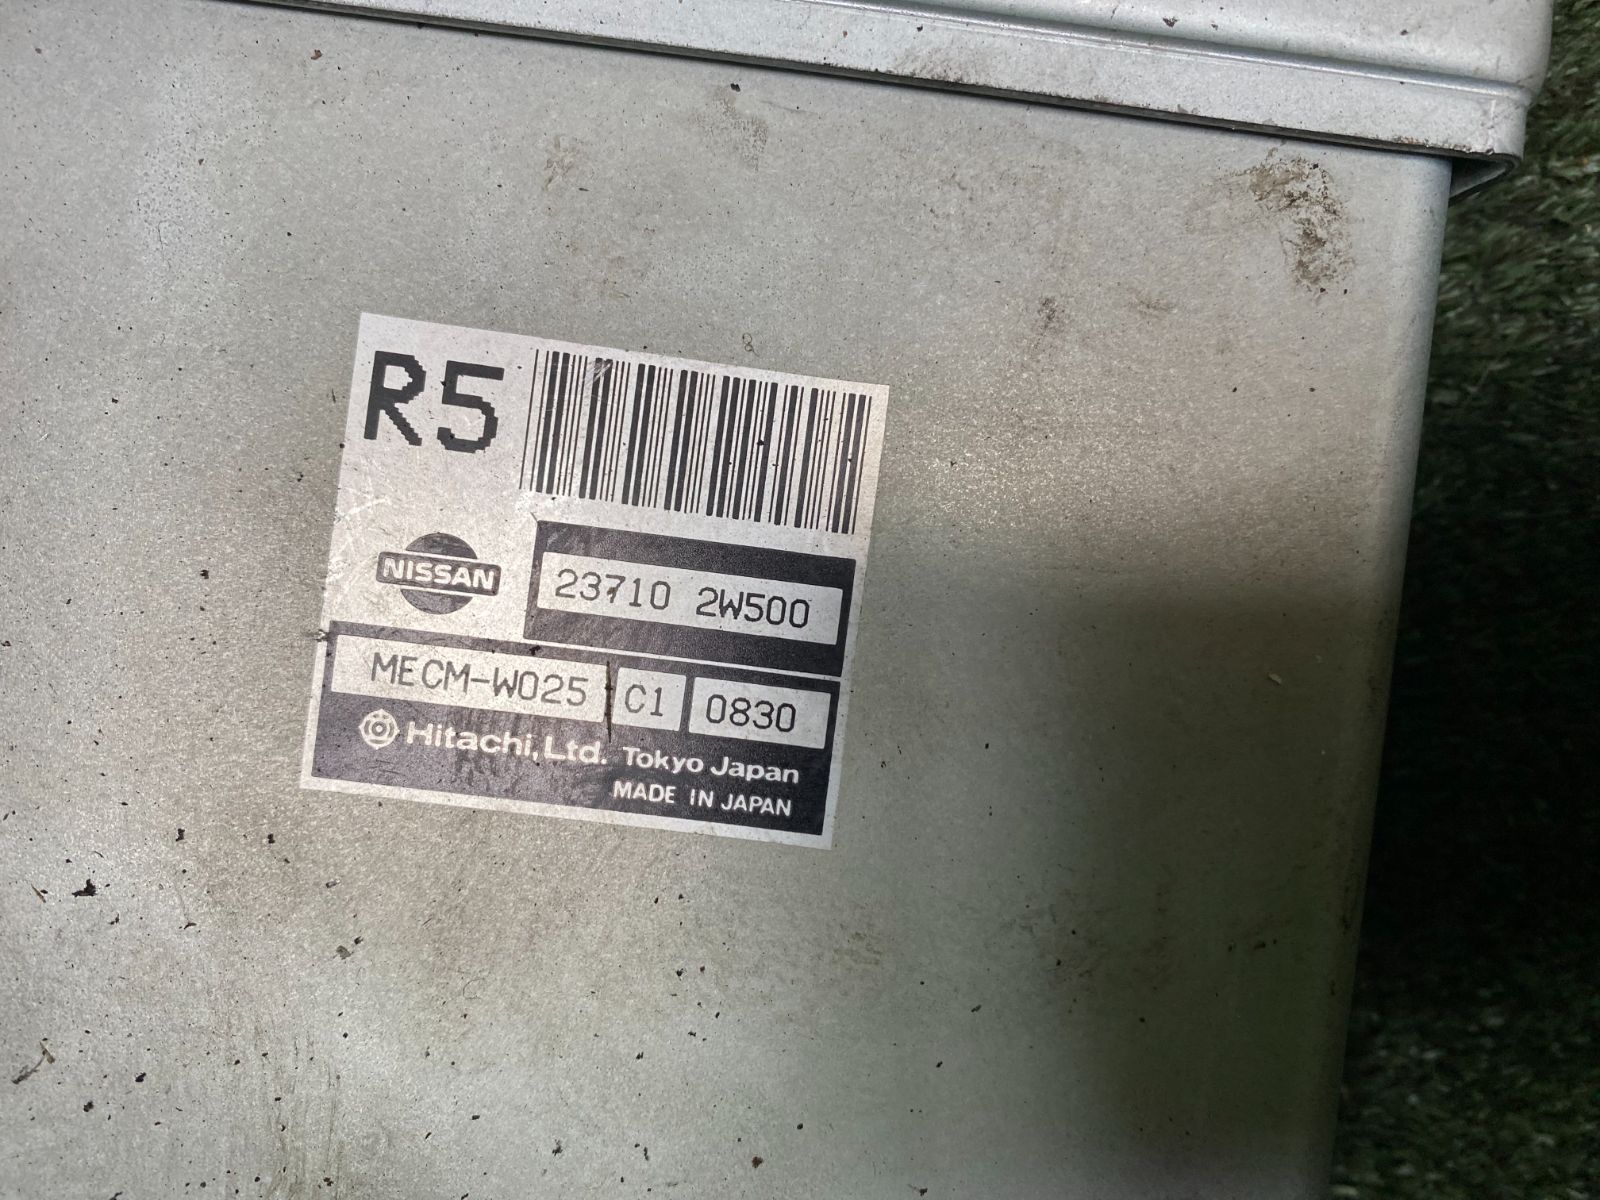 R5
NISSAN
23710 2W500
MECM-W025 C1 0830
Hitachi, Ltd. Tokyo Japan
MADE IN JAPAN